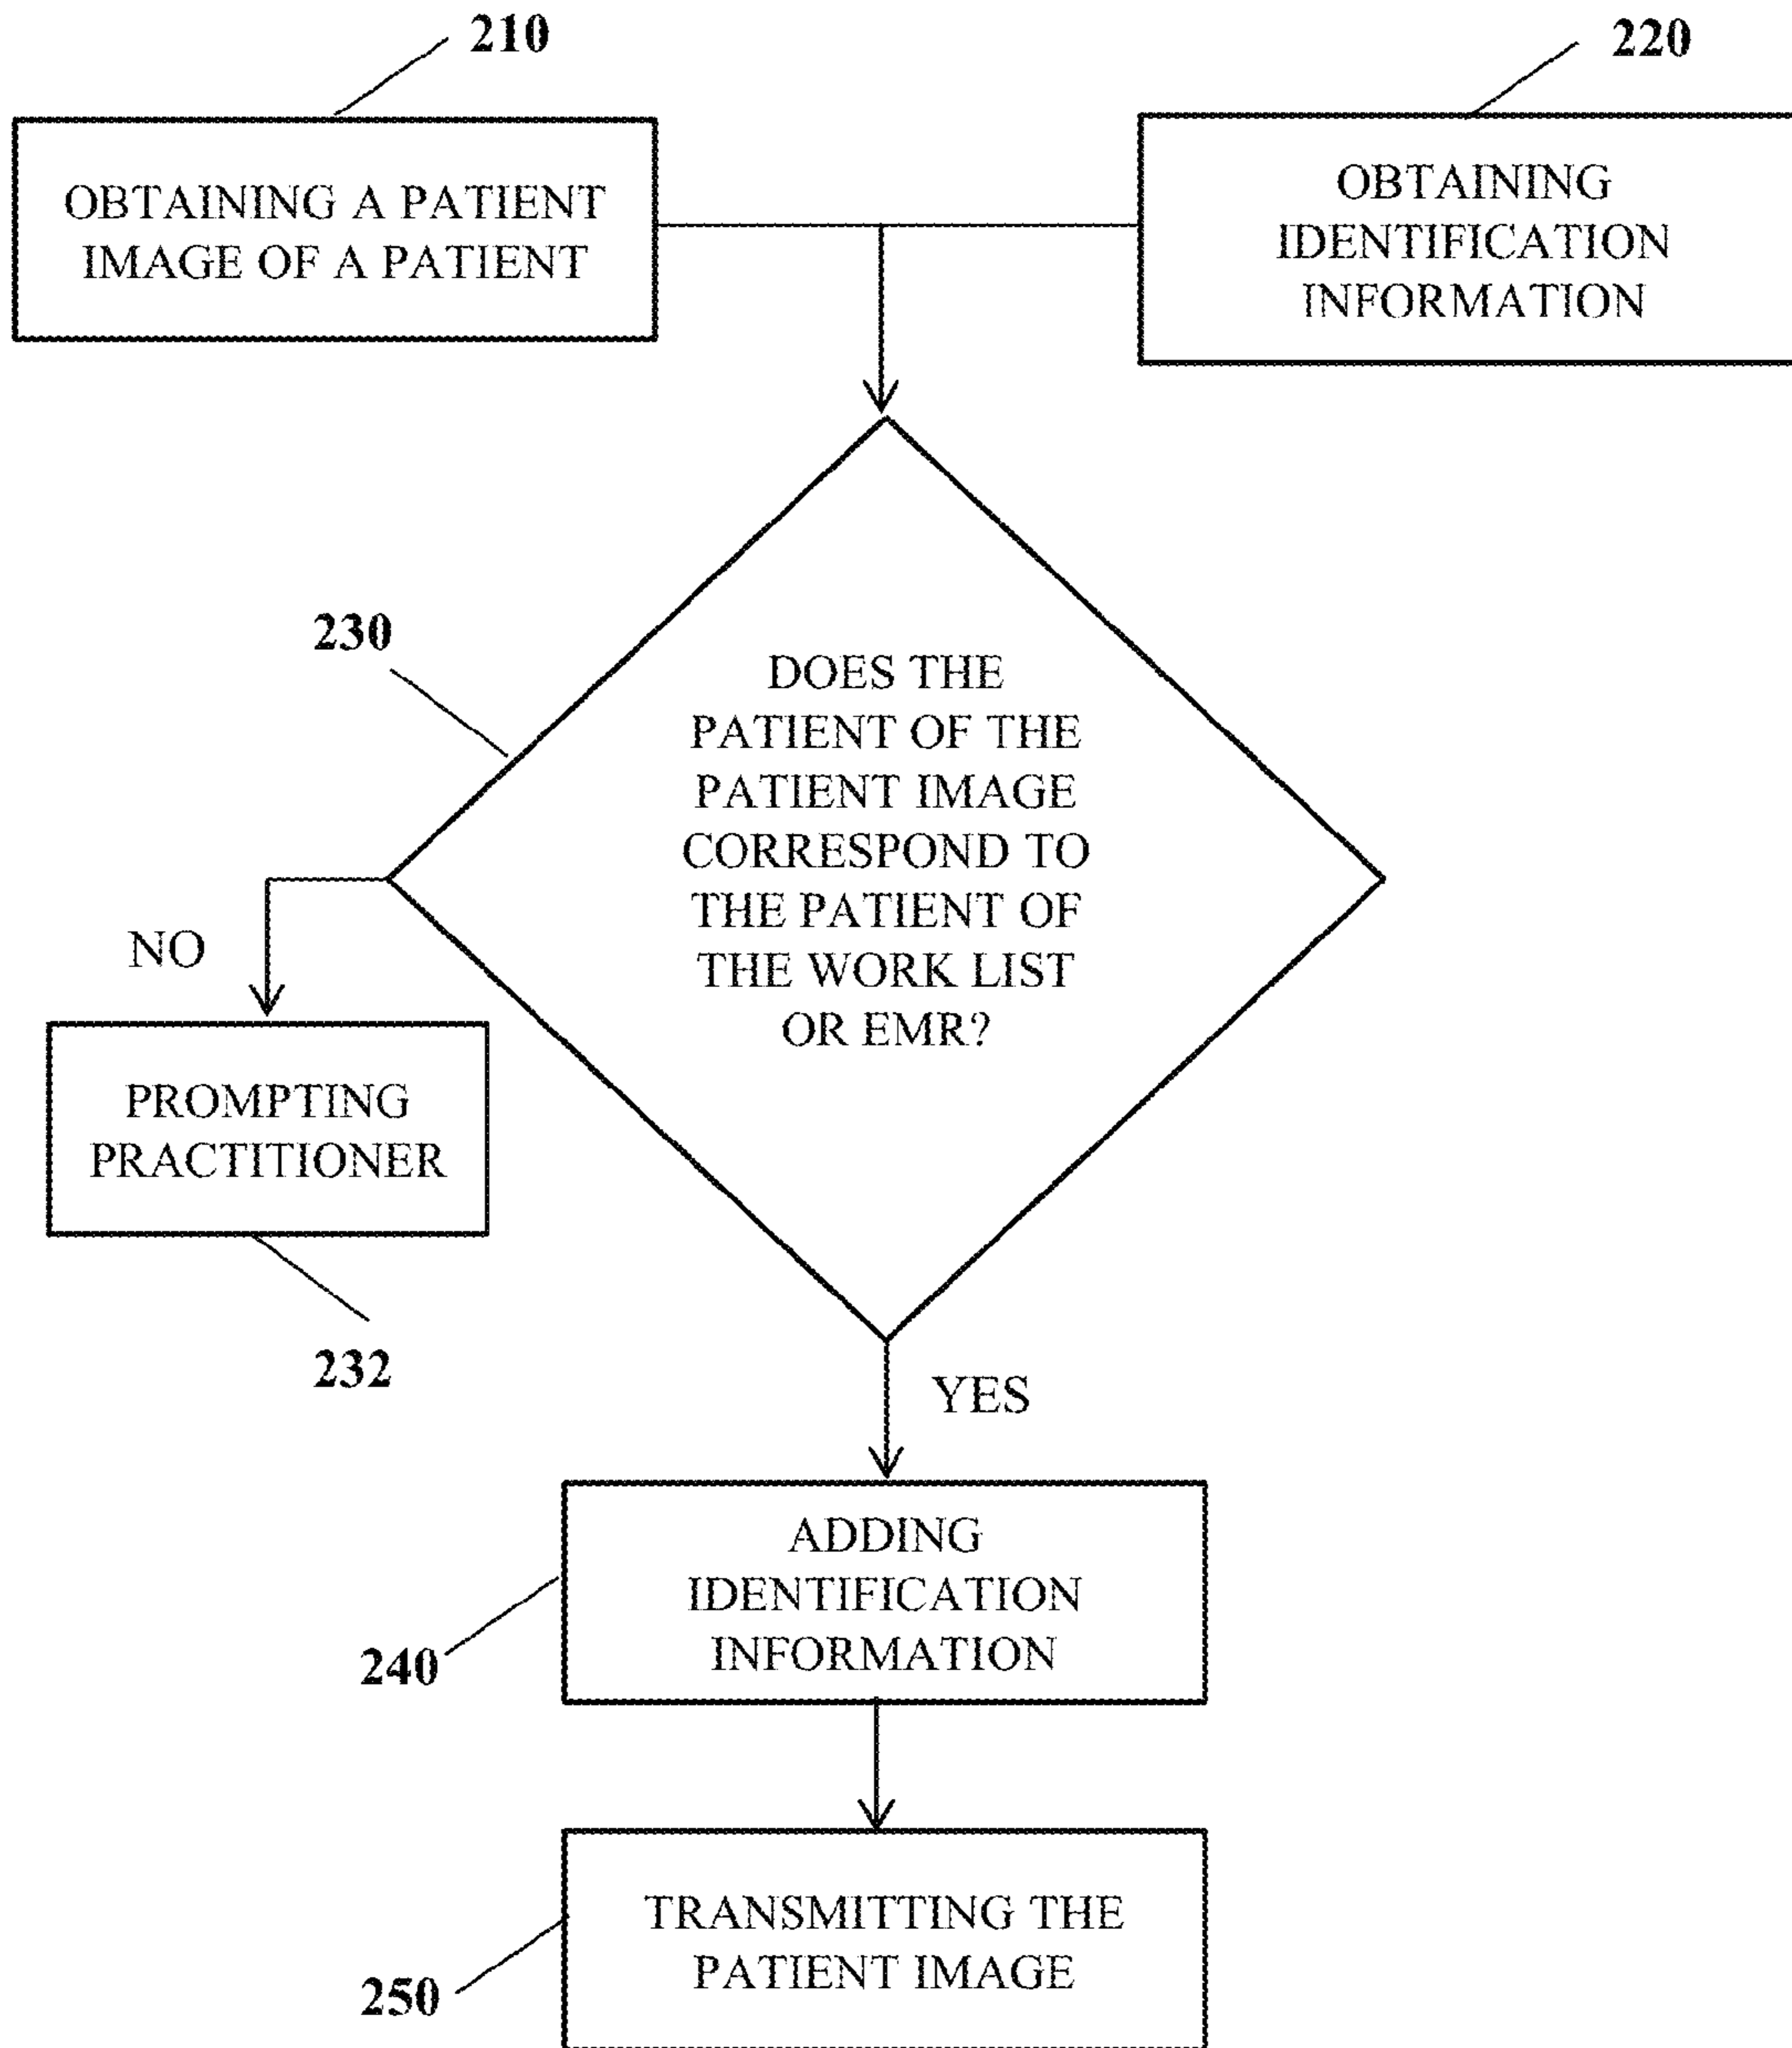 210
220
OBTAINING A PATIENT
IMAGE OF A PATIENT
OBTAINING
IDENTIFICATION
INFORMATION
230
DOES THE
PATIENT OF THE
PATIENT IMAGE
CORRESPOND TO
THE PATIENT OF
THE WORK LIST
OR EMR?
NO
PROMPTING
PRACTITIONER
232
YES
ADDING
IDENTIFICATION
INFORMATION
240
TRANSMITTING THE
PATIENT IMAGE
250